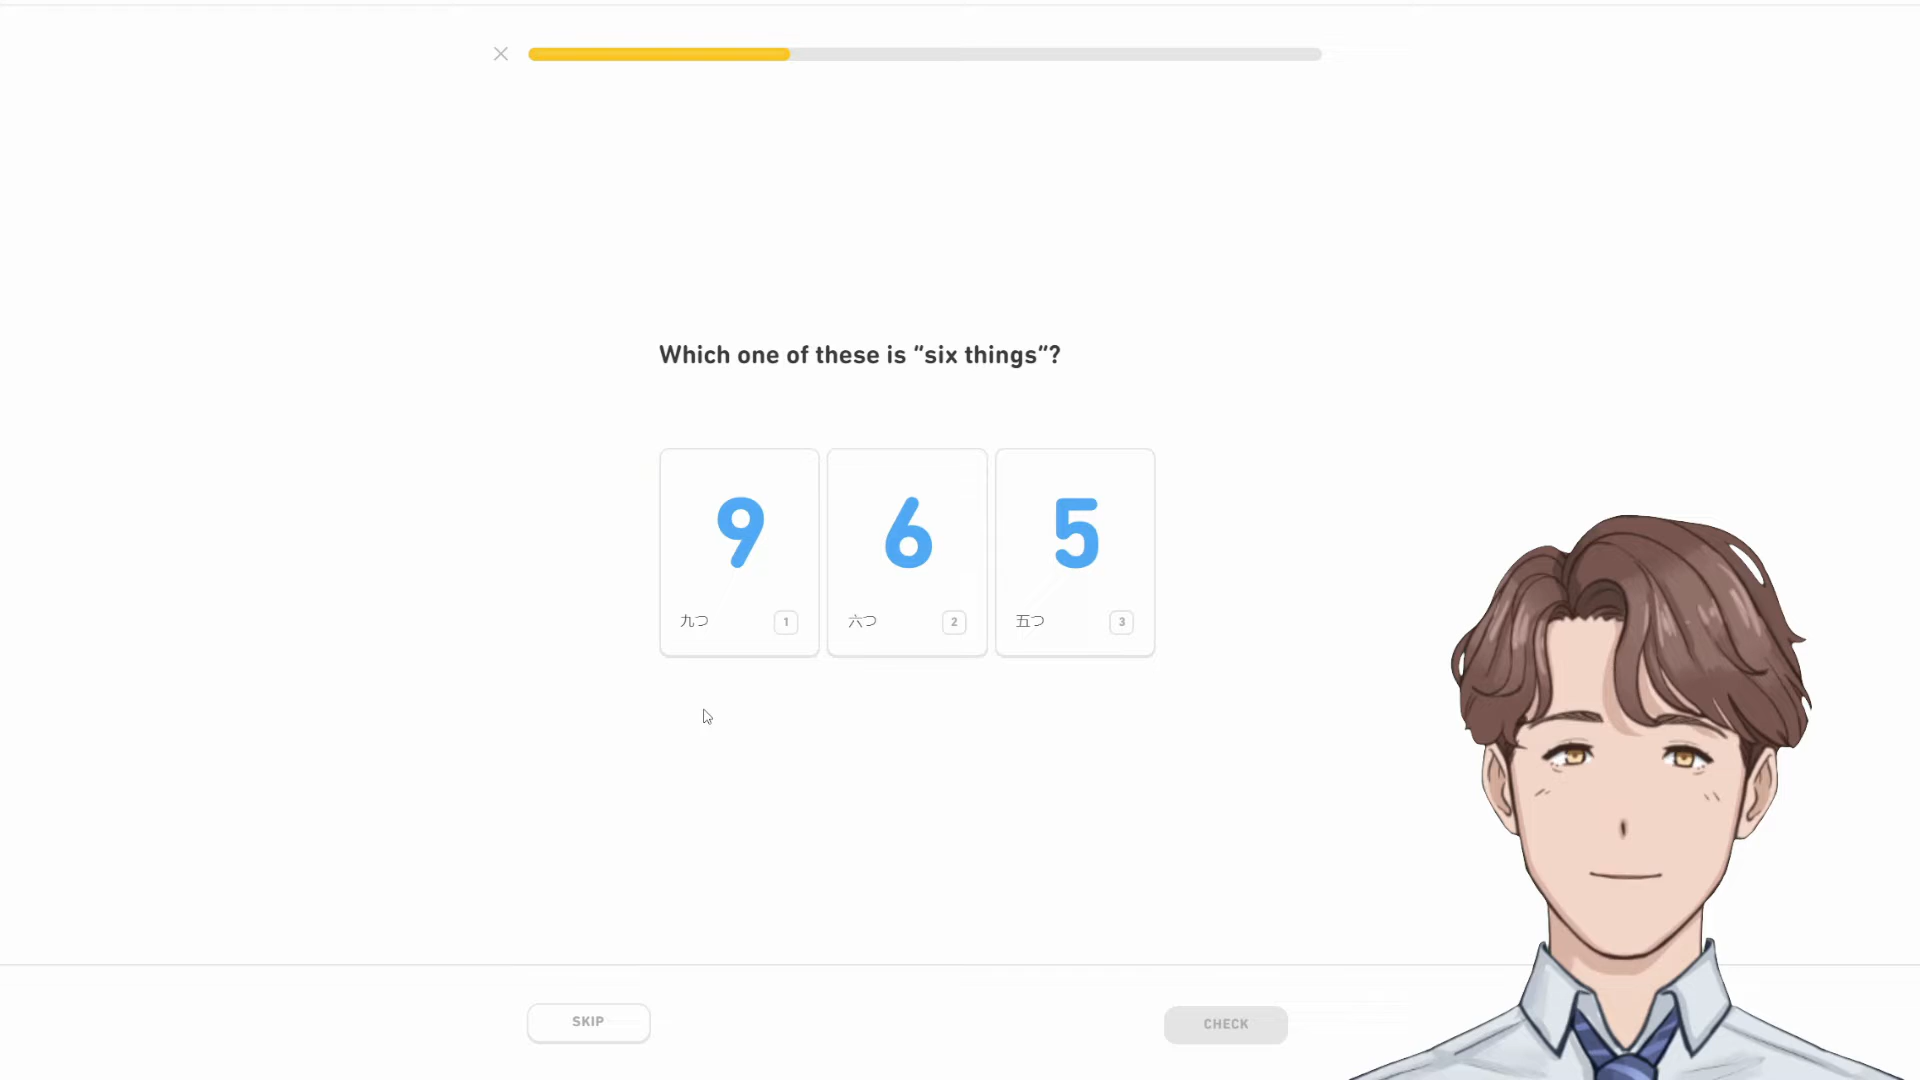 Which one of these is “six things”?
9
6
5
九つ 1
六つ 2
五つ 3
SKIP
CHECK